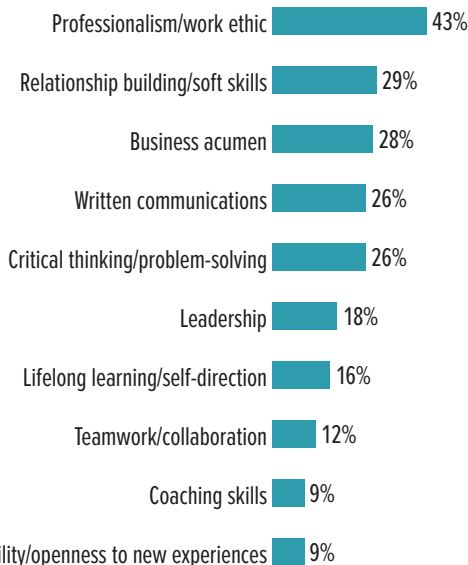 Professionalism/work ethic 43%
Relationship building/soft skills 29%
Business acumen 28%
Written communications 26%
Critical thinking/problem-solving 26%
Leadership 18%
Lifelong learning/self-direction 16%
Teamwork/collaboration 12%
Coaching skills 9%
ility/openness to new experiences 9%